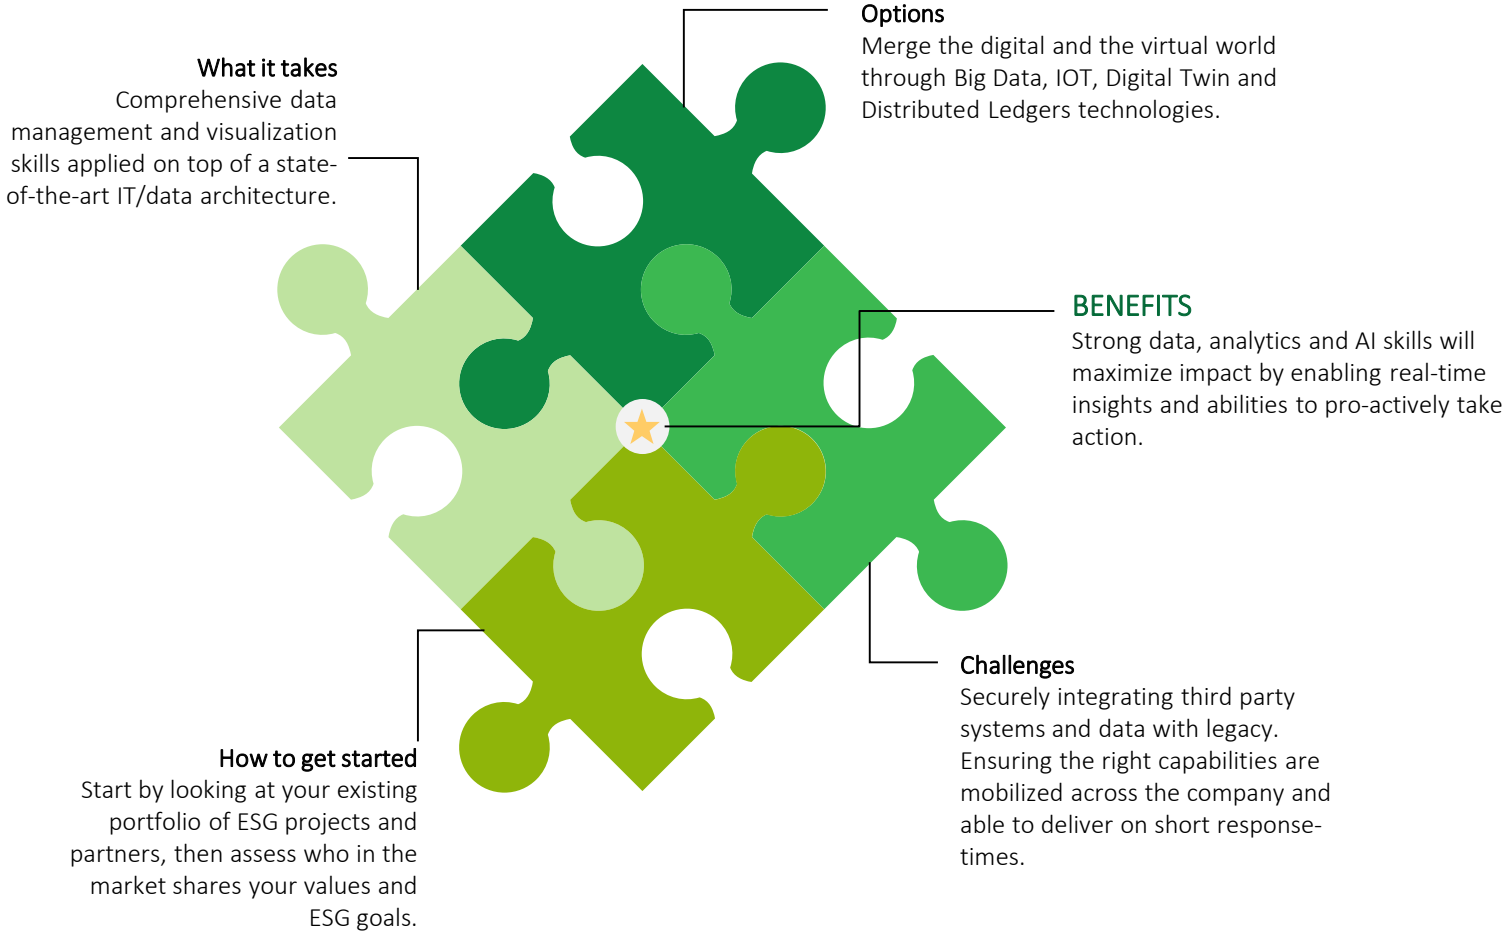 Options
Merge the digital and the virtual world
through Big Data, IOT, Digital Twin and
Distributed Ledgers technologies.
What it takes
Comprehensive data
management and visualization
skills applied on top of a state-
of-the-art IT/data architecture.
BENEFITS
Strong data, analytics and AI skills will
maximize impact by enabling real-time
insights and abilities to pro-actively take
action.
Challenges
Securely integrating third party
systems and data with legacy.
Ensuring the right capabilities are
mobilized across the company and
able to deliver on short response-
times.
How to get started
Start by looking at your existing
portfolio of ESG projects and
partners, then assess who in the
market shares your values and
ESG goals.